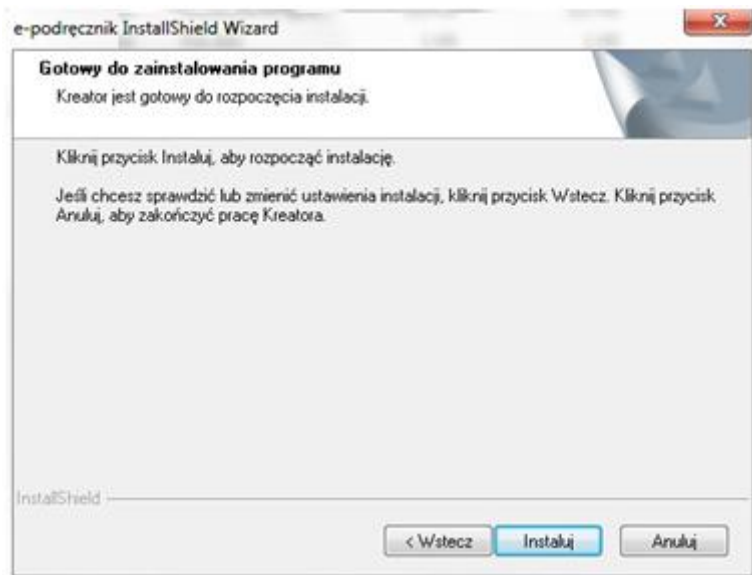 e-podręcznik InstallShield Wizard
Gotowy do zainstalowania programu
Kreator jest gotowy do rozpoczęcia instalacji.
Kliknij przycisk Instaluj, aby rozpocząć instalację.
Jeśli chcesz sprawdzić lub zmienić ustawienia instalacji, kliknij przycisk Wstecz. Kliknij przycisk
Anuluj, aby zakończyć pracę Kreatora.
InstallShield
< Wstecz Instaluj Anuluj